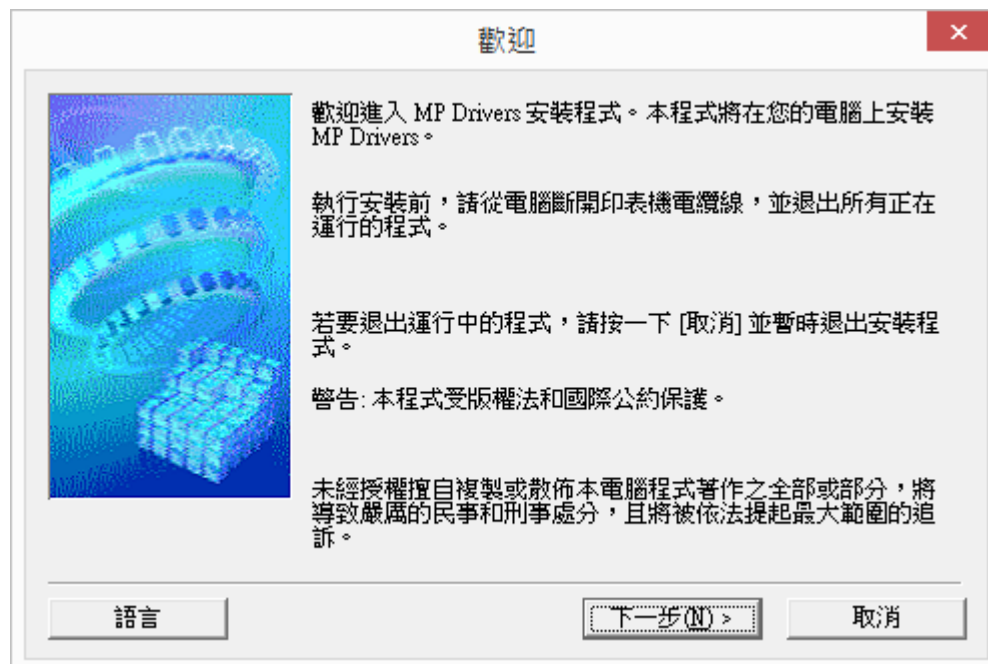 歡迎
歡迎進入 MP Drivers 安裝程式。本程式將在您的電腦上安裝
MP Drivers。
執行安裝前，請從電腦斷開印表機電纜線，並退出所有正在
運行的程式。
若要退出運行中的程式，請按一下 [取消] 並暫時退出安裝程
式。
警告: 本程式受版權法和國際公約保護。
未經授權擅自複製或散佈本電腦程式著作之全部或部分，將
導致嚴厲的民事和刑事處分，且將被依法提起最大範圍的追
訴。
語言
下一步(N) >
取消